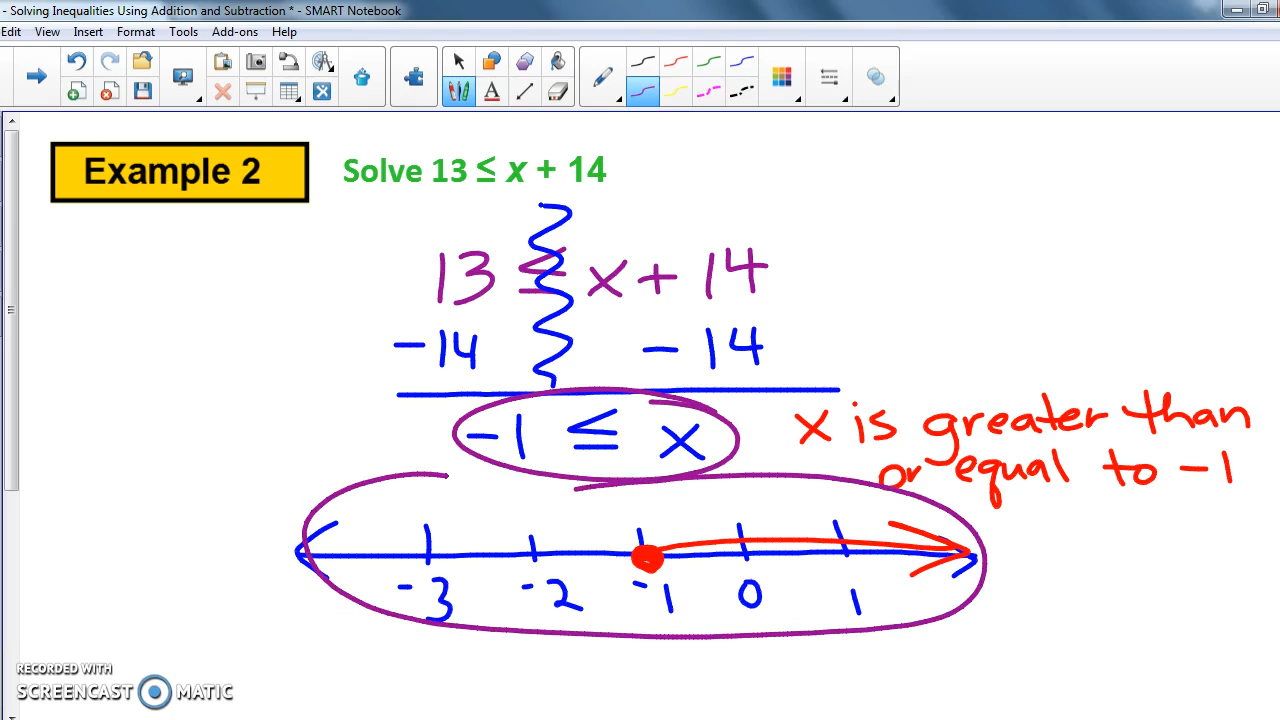 - Solving Inequalities Using Addition and Subtraction * - SMART Notebook
Edit View Insert Format Tools Add-ons Help
Example 2
Solve 13 ≤ x + 14
13 ≤ x + 14
-14 - 14
-1 ≤ x
x is greater than
or equal to -1
-3 -2 -1 0 1
RECORDED WITH
SCREENCAST MATIC